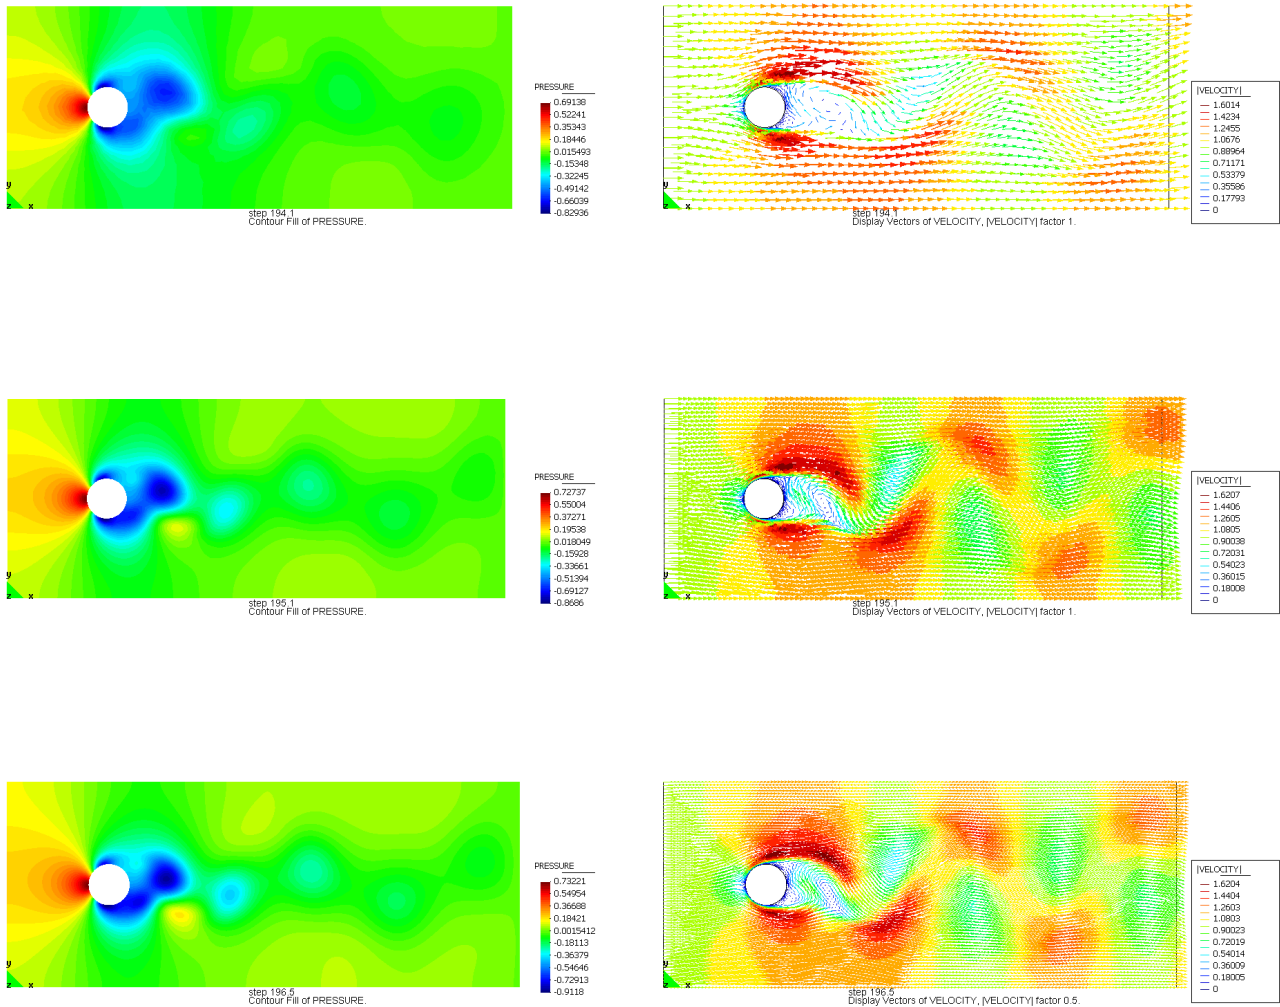 PRESSURE
0.69138
0.52241
0.35343
0.18446
0.015493
-0.15348
-0.32245
-0.49142
-0.66039
-0.82936
y
z x
step 194.1
Contour Fill of PRESSURE.
|VELOCITY|
1.6014
1.4234
1.2455
1.0676
0.88964
0.71171
0.53379
0.35586
0.17793
0
y
z x
step 194.1
Display Vectors of VELOCITY, |VELOCITY| factor 1.
PRESSURE
0.72737
0.55004
0.37271
0.19538
0.018049
-0.15928
-0.33661
-0.51394
-0.69127
-0.8686
y
z x
step 195.1
Contour Fill of PRESSURE.
|VELOCITY|
1.6207
1.4406
1.2605
1.0805
0.90038
0.72031
0.54023
0.36015
0.18008
0
y
z x
step 195.1
Display Vectors of VELOCITY, |VELOCITY| factor 1.
PRESSURE
0.73221
0.54954
0.36688
0.18421
0.0015412
-0.18113
-0.36379
-0.54646
-0.72913
-0.9118
y
z x
step 196.5
Contour Fill of PRESSURE.
|VELOCITY|
1.6204
1.4404
1.2603
1.0803
0.90023
0.72019
0.54014
0.36009
0.18005
0
y
z x
step 196.5
Display Vectors of VELOCITY, |VELOCITY| factor 0.5.